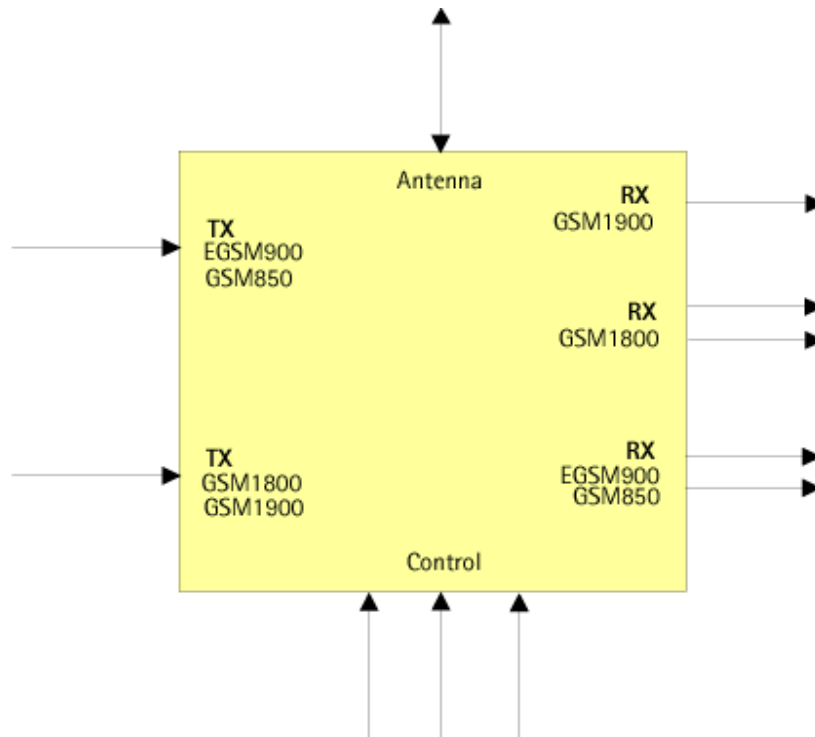 Antenna
TX
EGSM900
GSM850
RX
GSM1900
RX
GSM1800
TX
GSM1800
GSM1900
RX
EGSM900
GSM850
Control